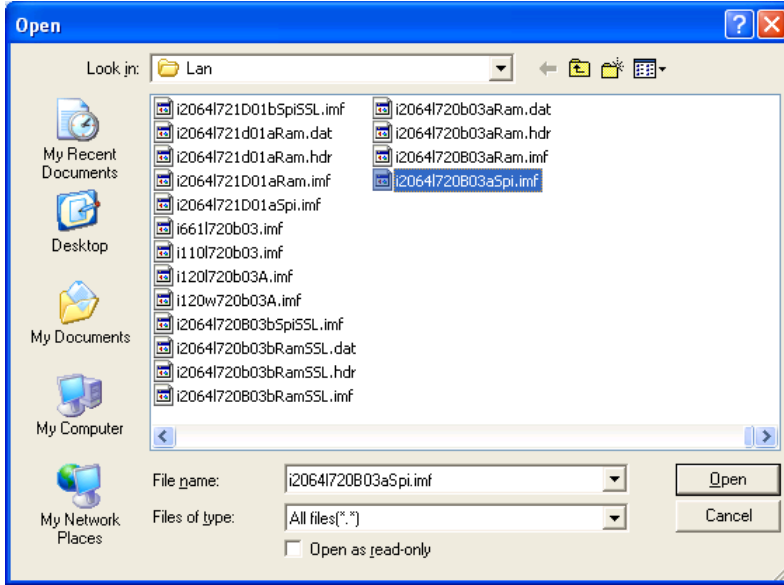 Open
Look in:
Lan
My Recent
Documents
Desktop
My Documents
My Computer
My Network
Places
i2064l721D01bSpiSSL.imf
i2064l721d01aRam.dat
i2064l721d01aRam.hdr
i2064l721D01aRam.imf
i2064l721D01aSpi.imf
i661l720b03.imf
i110l720b03.imf
i120l720b03A.imf
i120w720b03A.imf
i2064l720B03bSpiSSL.imf
i2064l720b03bRamSSL.dat
i2064l720b03bRamSSL.hdr
i2064l720B03bRamSSL.imf
i2064l720b03aRam.dat
i2064l720b03aRam.hdr
i2064l720B03aRam.imf
i2064l720B03aSpi.imf
File name:
i2064l720B03aSpi.imf
Open
Files of type:
All files(*.*)
Cancel
Open as read-only